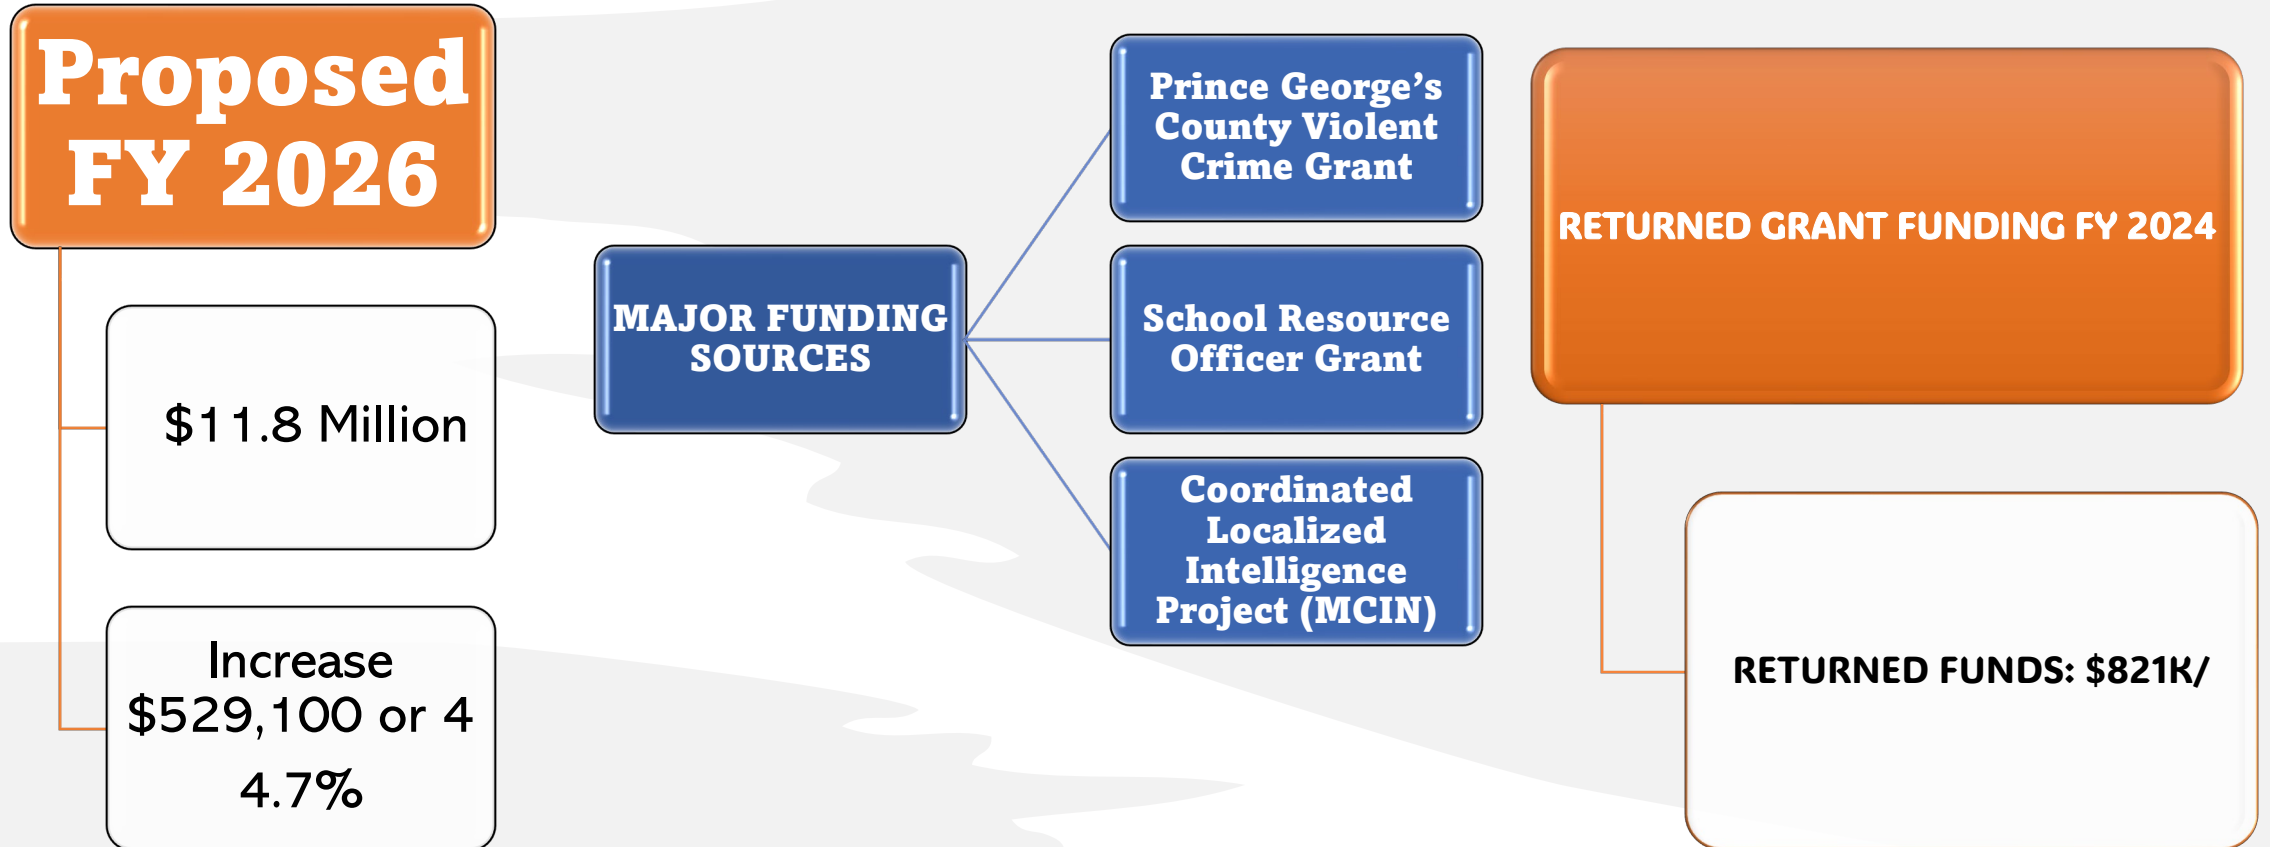 Proposed
FY 2026
$11.8 Million
Increase
$529,100 or 4
4.7%
MAJOR FUNDING
SOURCES
Prince George’s
County Violent
Crime Grant
School Resource
Officer Grant
Coordinated
Localized
Intelligence
Project (MCIN)
RETURNED GRANT FUNDING FY 2024
RETURNED FUNDS: $821K/